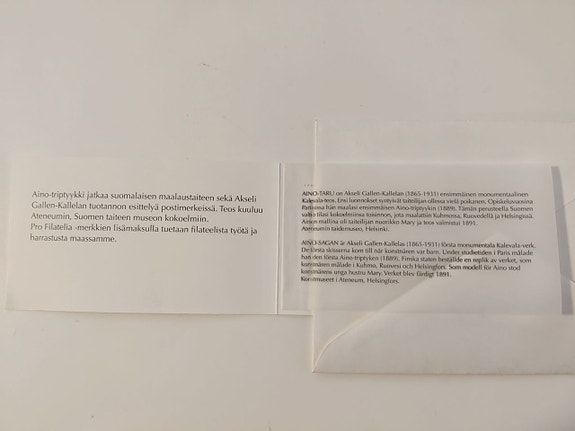 Aino-triptyykki jatkaa suomalaisen maalaustaiteen sekä Akseli
Gallen-Kallelan tuotannon esittelyä postimerkeissä. Teos kuuluu
Ateneumin, Suomen taiteen museon kokoelmiin.
Pro Filatelia -merkkien lisämaksulla tuetaan filateelista työtä ja
harrastusta maassamme.
AINO-TARU on Akseli Gallen-Kallelan (1865-1931) ensimmäinen monumentaalinen
Kalevala-teos. Ensi luonnokset syntyivät taiteilijan ollessa vielä poikanen. Opiskeluvuosina
Pariisissa hän maalasi ensimmäisen Aino-triptyykin (1889). Tämän perusteella Suomen
valtio tilasi kokoelmiinsa toisinnon, jota maalattiin Kuhmossa, Ruovedellä ja Helsingissä.
Ainon mallina oli taiteilijan nuorikko Mary ja teos valmistui 1891.
Ateneumin taidemuseo, Helsinki.
AINO-SAGAN är Akseli Gallen-Kallelas (1865-1931) första monumentala Kalevala-verk.
De första skisserna kom till när konstnären var barn. Under studietiden i Paris målade
han den första Aino-triptyken (1889). Finska staten beställde en replik av verket, som
konstnären målade i Kuhmo, Ruovesi och Helsingfors. Som modell för Aino stod
konstnärens unga hustru Mary. Verket blev färdigt 1891.
Konstmuseet i Ateneum, Helsingfors.